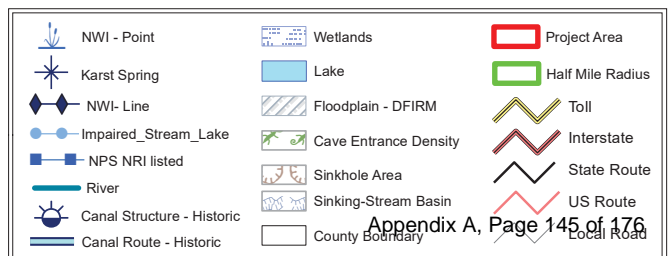 NWI - Point
Karst Spring
NWI- Line
Impaired_Stream_Lake
NPS NRI listed
River
Canal Structure - Historic
Canal Route - Historic
Wetlands
Lake
Floodplain - DFIRM
Cave Entrance Density
Sinkhole Area
Sinking-Stream Basin
County Boundary
Project Area
Half Mile Radius
Toll
Interstate
State Route
US Route
Local Road
Appendix A, Page 145 of 176